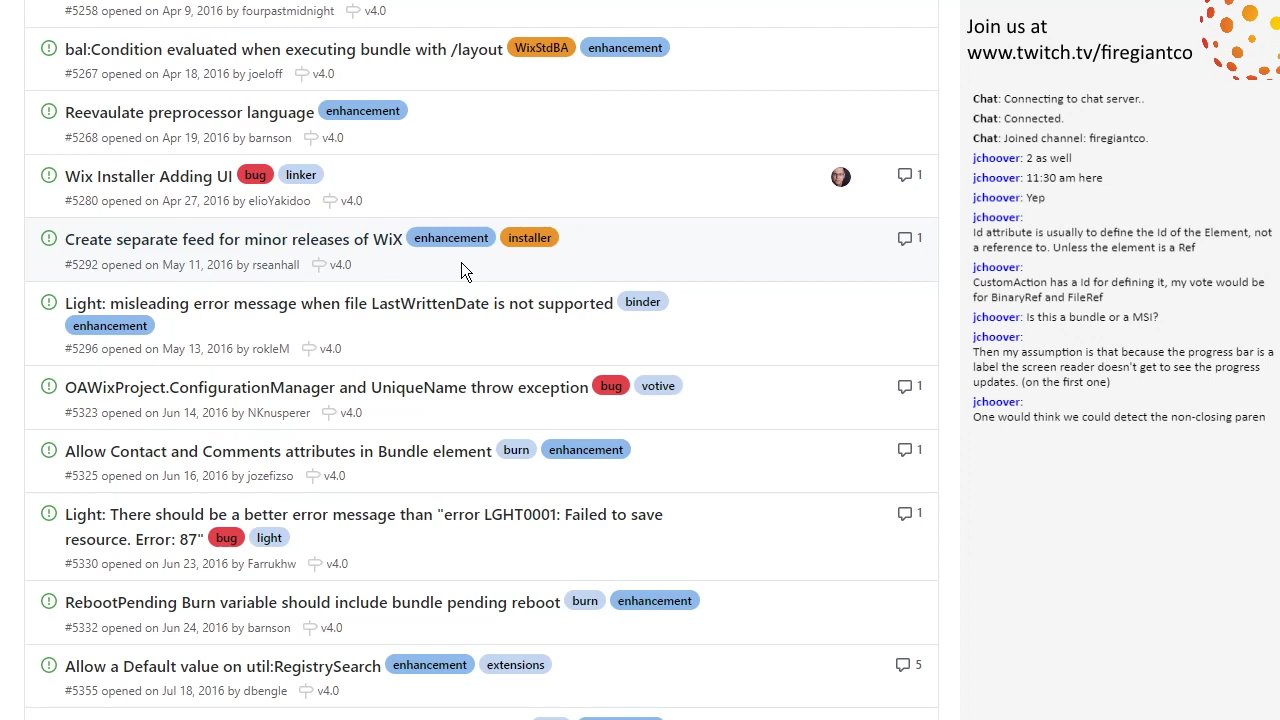 #5258 opened on Apr 9, 2016 by fourpastmidnight v4.0
bal:Condition evaluated when executing bundle with /layout WixStdBA enhancement
#5267 opened on Apr 18, 2016 by joeloff v4.0
Reevaulate preprocessor language enhancement
#5268 opened on Apr 19, 2016 by barnson v4.0
Wix Installer Adding UI bug linker 1
#5280 opened on Apr 27, 2016 by elioYakidoo v4.0
Create separate feed for minor releases of WiX enhancement installer 1
#5292 opened on May 11, 2016 by rseanhall v4.0
Light: misleading error message when file LastWrittenDate is not supported binder
enhancement
#5296 opened on May 13, 2016 by rokleM v4.0
OAWixProject.ConfigurationManager and UniqueName throw exception bug votive 1
#5323 opened on Jun 14, 2016 by NKnusperer v4.0
Allow Contact and Comments attributes in Bundle element burn enhancement 1
#5325 opened on Jun 16, 2016 by jozefizso v4.0
Light: There should be a better error message than "error LGHT0001: Failed to save 1
resource. Error: 87" bug light
#5330 opened on Jun 23, 2016 by Farrukhw v4.0
RebootPending Burn variable should include bundle pending reboot burn enhancement
#5332 opened on Jun 24, 2016 by barnson v4.0
Allow a Default value on util:RegistrySearch enhancement extensions 5
#5355 opened on Jul 18, 2016 by dbengle v4.0
Join us at
www.twitch.tv/firegiantco
Chat: Connecting to chat server..
Chat: Connected.
Chat: Joined channel: firegiantco.
jchoover: 2 as well
jchoover: 11:30 am here
jchoover: Yep
jchoover:
Id attribute is usually to define the Id of the Element, not
a reference to. Unless the element is a Ref
jchoover:
CustomAction has a Id for defining it, my vote would be
for BinaryRef and FileRef
jchoover: Is this a bundle or a MSI?
jchoover:
Then my assumption is that because the progress bar is a
label the screen reader doesn't get to see the progress
updates. (on the first one)
jchoover:
One would think we could detect the non-closing paren